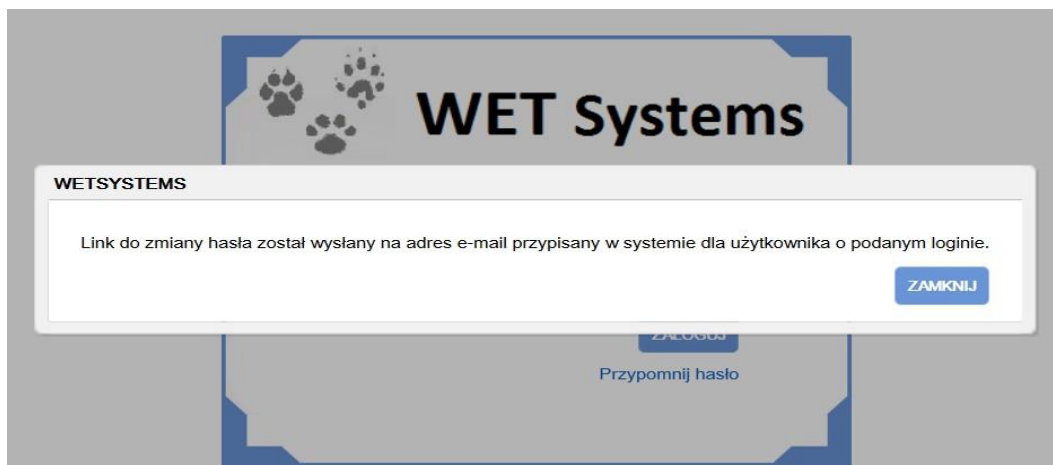 WET Systems
WETSYSTEMS
Link do zmiany hasła został wysłany na adres e-mail przypisany w systemie dla użytkownika o podanym loginie.
ZAMKNIJ
ZALOGUJ
Przypomnij hasło